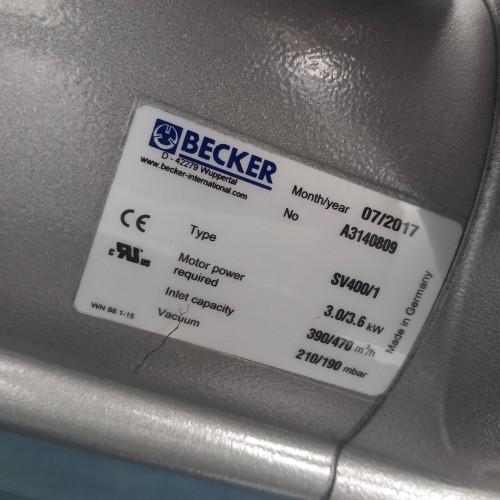 BECKER
D - 42279 Wuppertal
www.becker-international.com
Month/year 07/2017
No A3140809
Type SV400/1
Motor power required 3.0/3.6 kW
Inlet capacity 390/470 m³/h
Vacuum 210/190 mbar
CE
c RU us
WN 88 1-15
Made in Germany